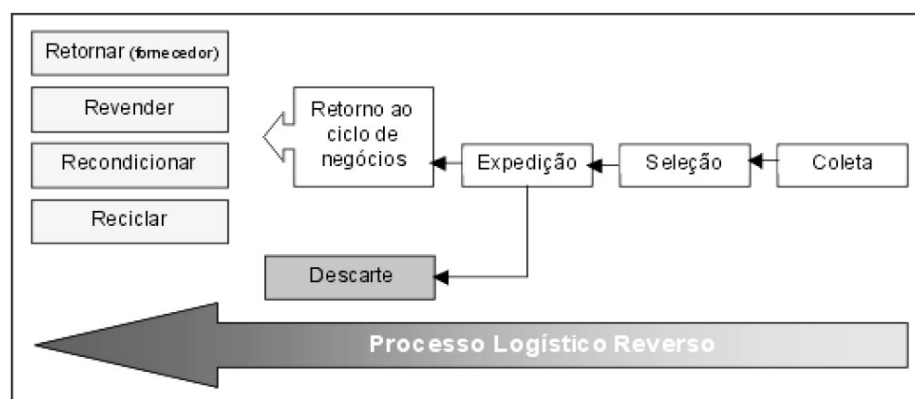 Retornar (fornecedor)
Revender
Recondicionar
Reciclar
Retorno ao
ciclo de
negócios
Expedição
Seleção
Coleta
Descarte
Processo Logístico Reverso